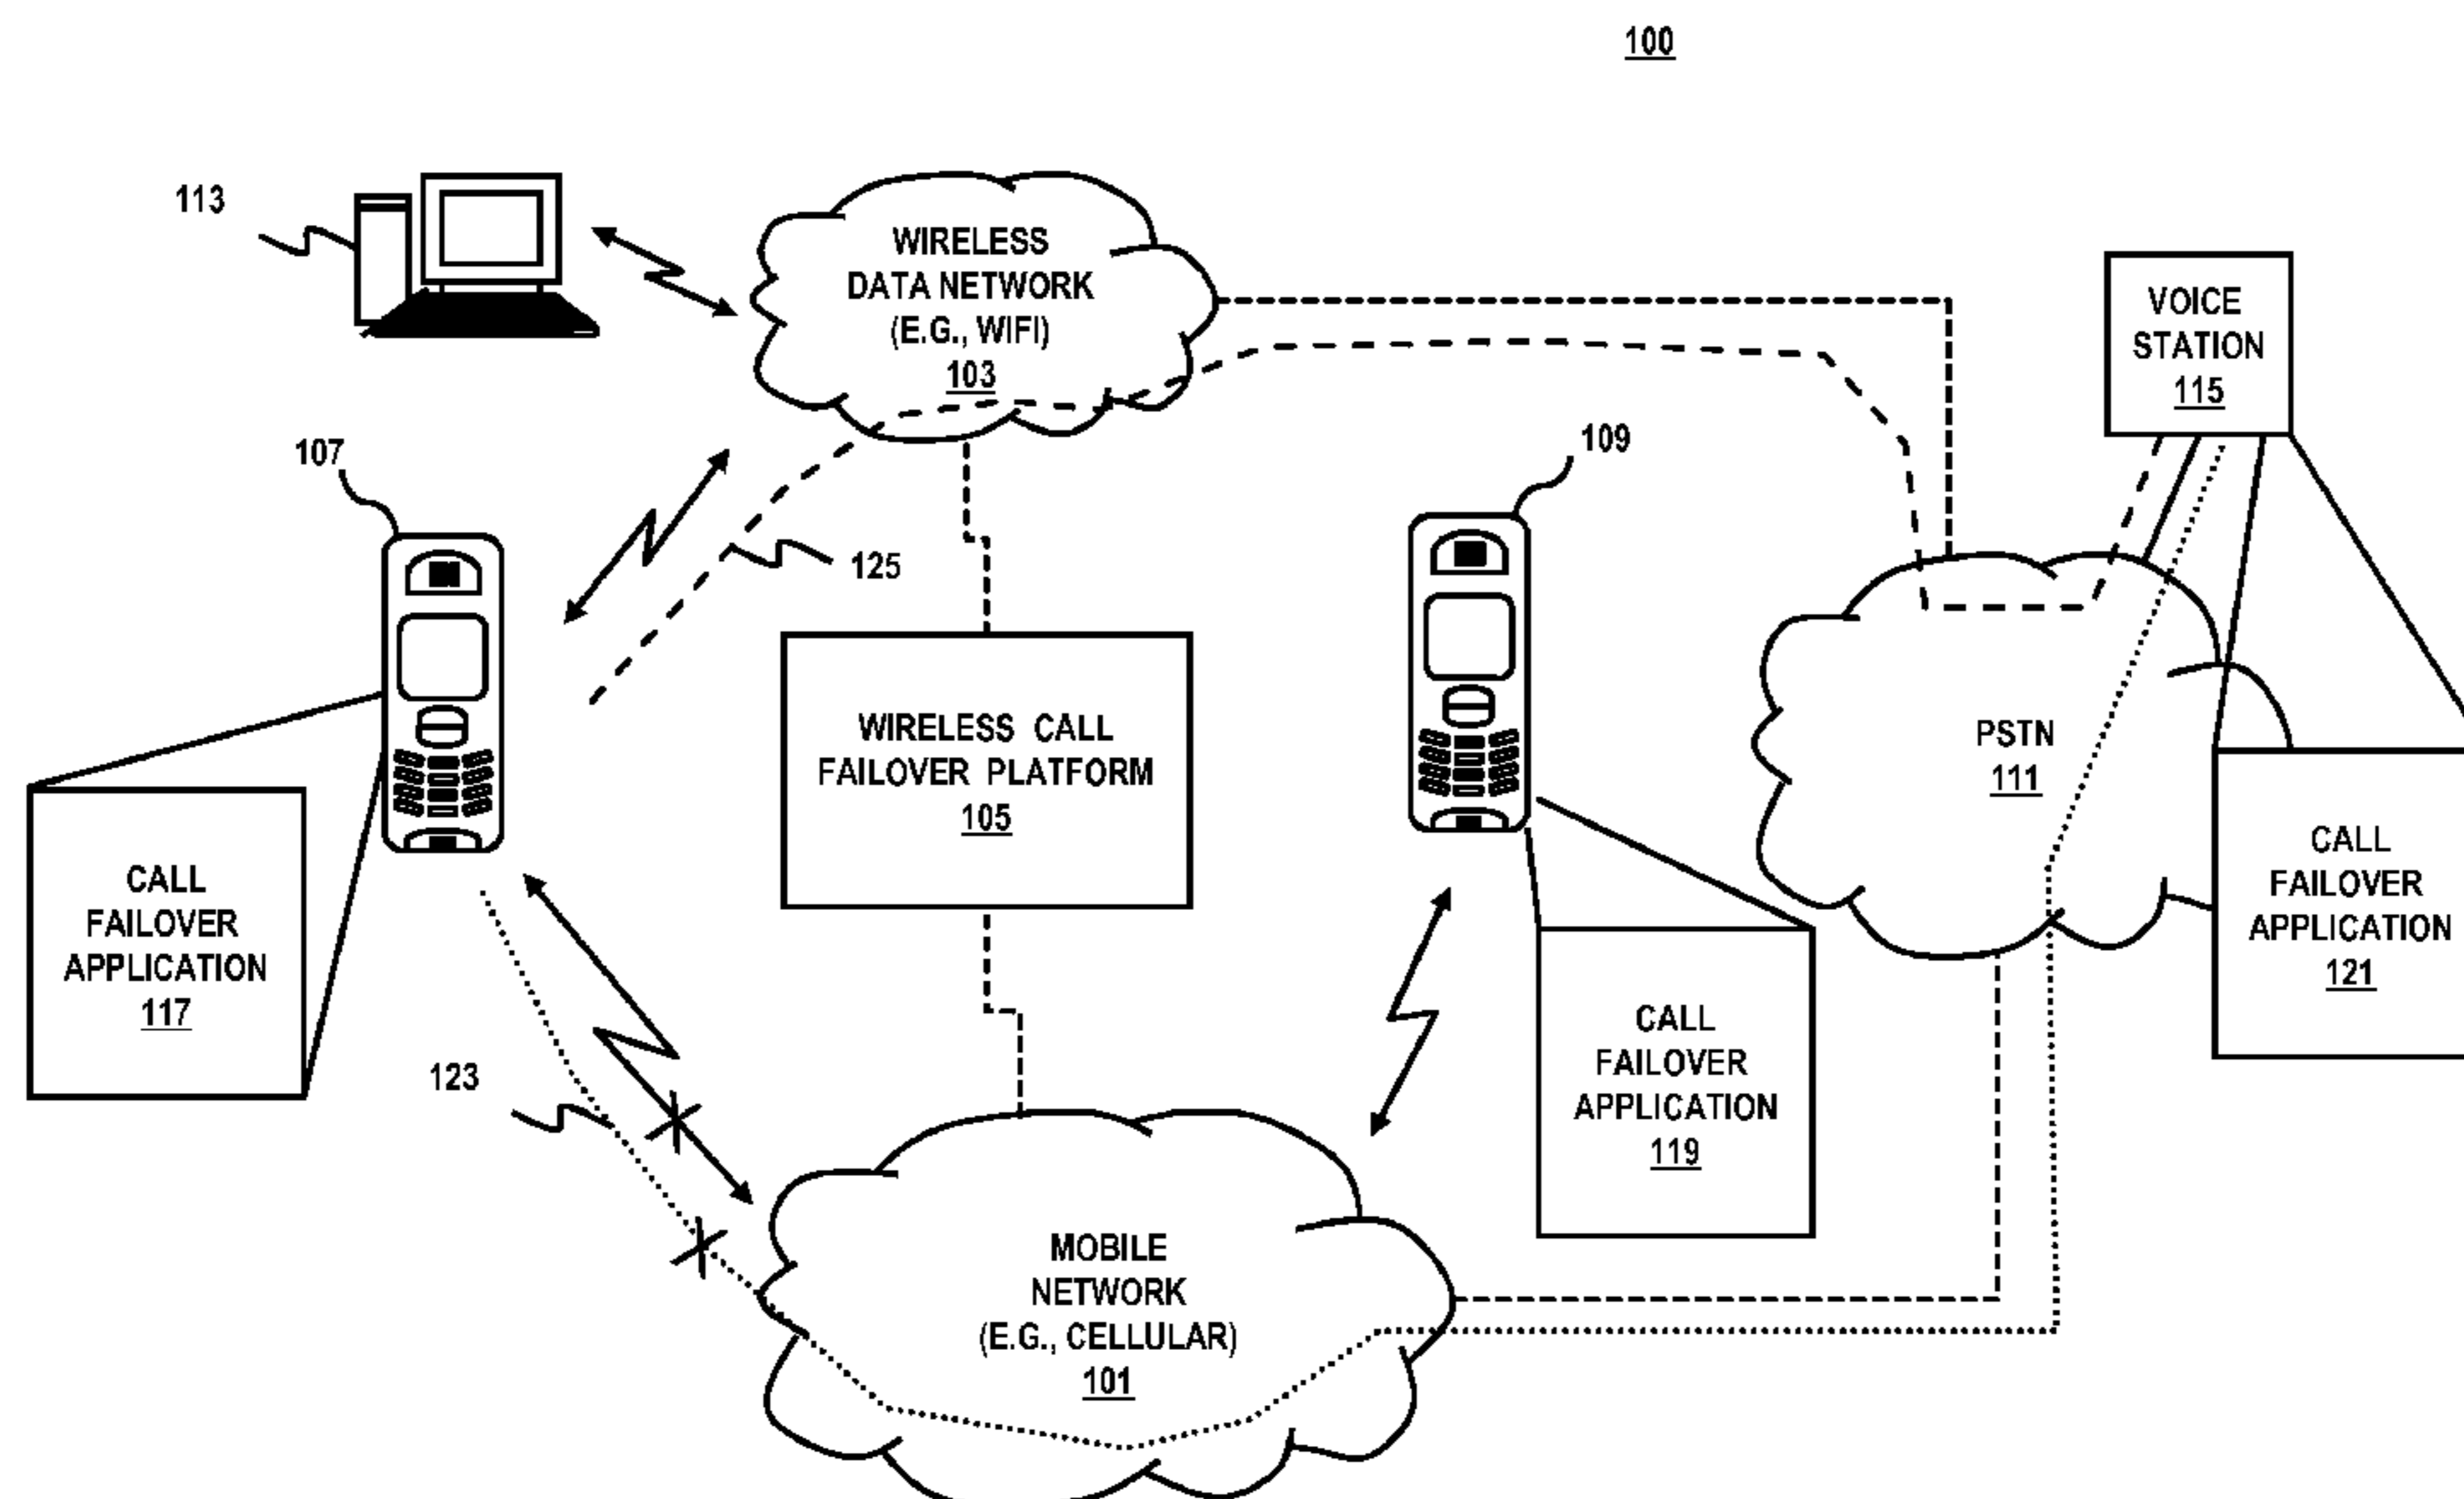 100
113
WIRELESS
DATA NETWORK
(E.G., WIFI)
103
VOICE
STATION
115
107
109
125
WIRELESS CALL
FAILOVER PLATFORM
105
PSTN
111
CALL
FAILOVER
APPLICATION
117
CALL
FAILOVER
APPLICATION
121
123
CALL
FAILOVER
APPLICATION
119
MOBILE
NETWORK
(E.G., CELLULAR)
101